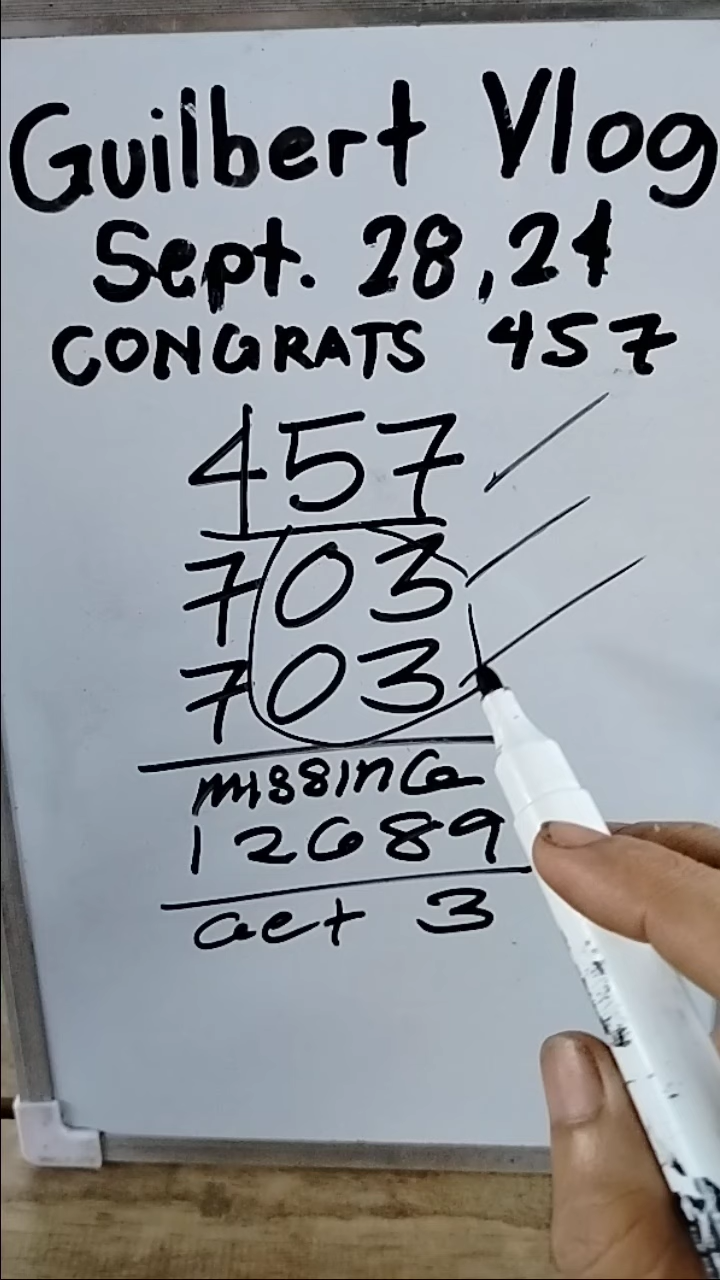 Guilbert Vlog
Sept. 28, 24
CONGRATS 457
457
703
703
missing
12689
act 3